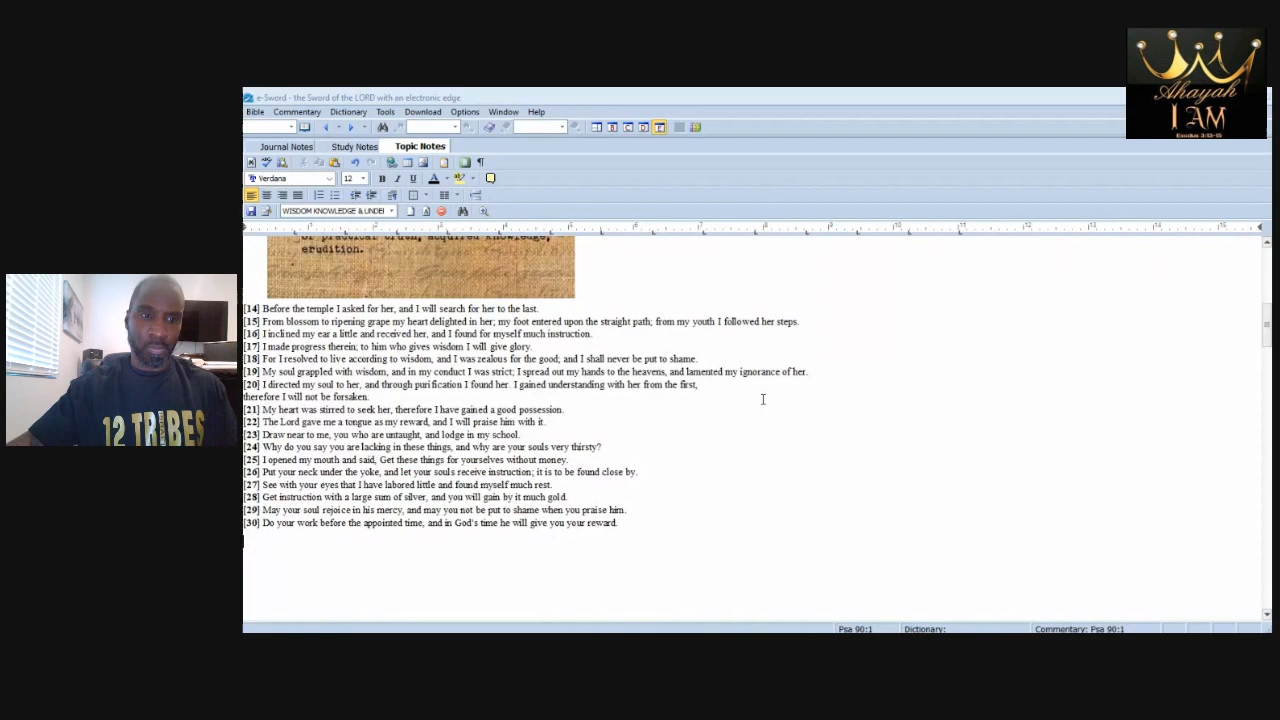 Ahayah
I AM
Exodus 3:13-15
e-Sword - the Sword of the LORD with an electronic edge
Bible Commentary Dictionary Tools Download Options Window Help
Journal Notes Study Notes Topic Notes
Verdana 12 B I U A
WISDOM KNOWLEDGE & UNDEI
of practical truth, acquired knowledge,
erudition.
[14] Before the temple I asked for her, and I will search for her to the last.
[15] From blossom to ripening grape my heart delighted in her; my foot entered upon the straight path; from my youth I followed her steps.
[16] I inclined my ear a little and received her, and I found for myself much instruction.
[17] I made progress therein; to him who gives wisdom I will give glory.
[18] For I resolved to live according to wisdom, and I was zealous for the good; and I shall never be put to shame.
[19] My soul grappled with wisdom, and in my conduct I was strict; I spread out my hands to the heavens, and lamented my ignorance of her.
[20] I directed my soul to her, and through purification I found her. I gained understanding with her from the first,
therefore I will not be forsaken.
[21] My heart was stirred to seek her, therefore I have gained a good possession.
[22] The Lord gave me a tongue as my reward, and I will praise him with it.
[23] Draw near to me, you who are untaught, and lodge in my school.
[24] Why do you say you are lacking in these things, and why are your souls very thirsty?
[25] I opened my mouth and said, Get these things for yourselves without money.
[26] Put your neck under the yoke, and let your souls receive instruction; it is to be found close by.
[27] See with your eyes that I have labored little and found myself much rest.
[28] Get instruction with a large sum of silver, and you will gain by it much gold.
[29] May your soul rejoice in his mercy, and may you not be put to shame when you praise him.
[30] Do your work before the appointed time, and in God's time he will give you your reward.
12 TRIBES
Psa 90:1 Dictionary: Commentary: Psa 90:1